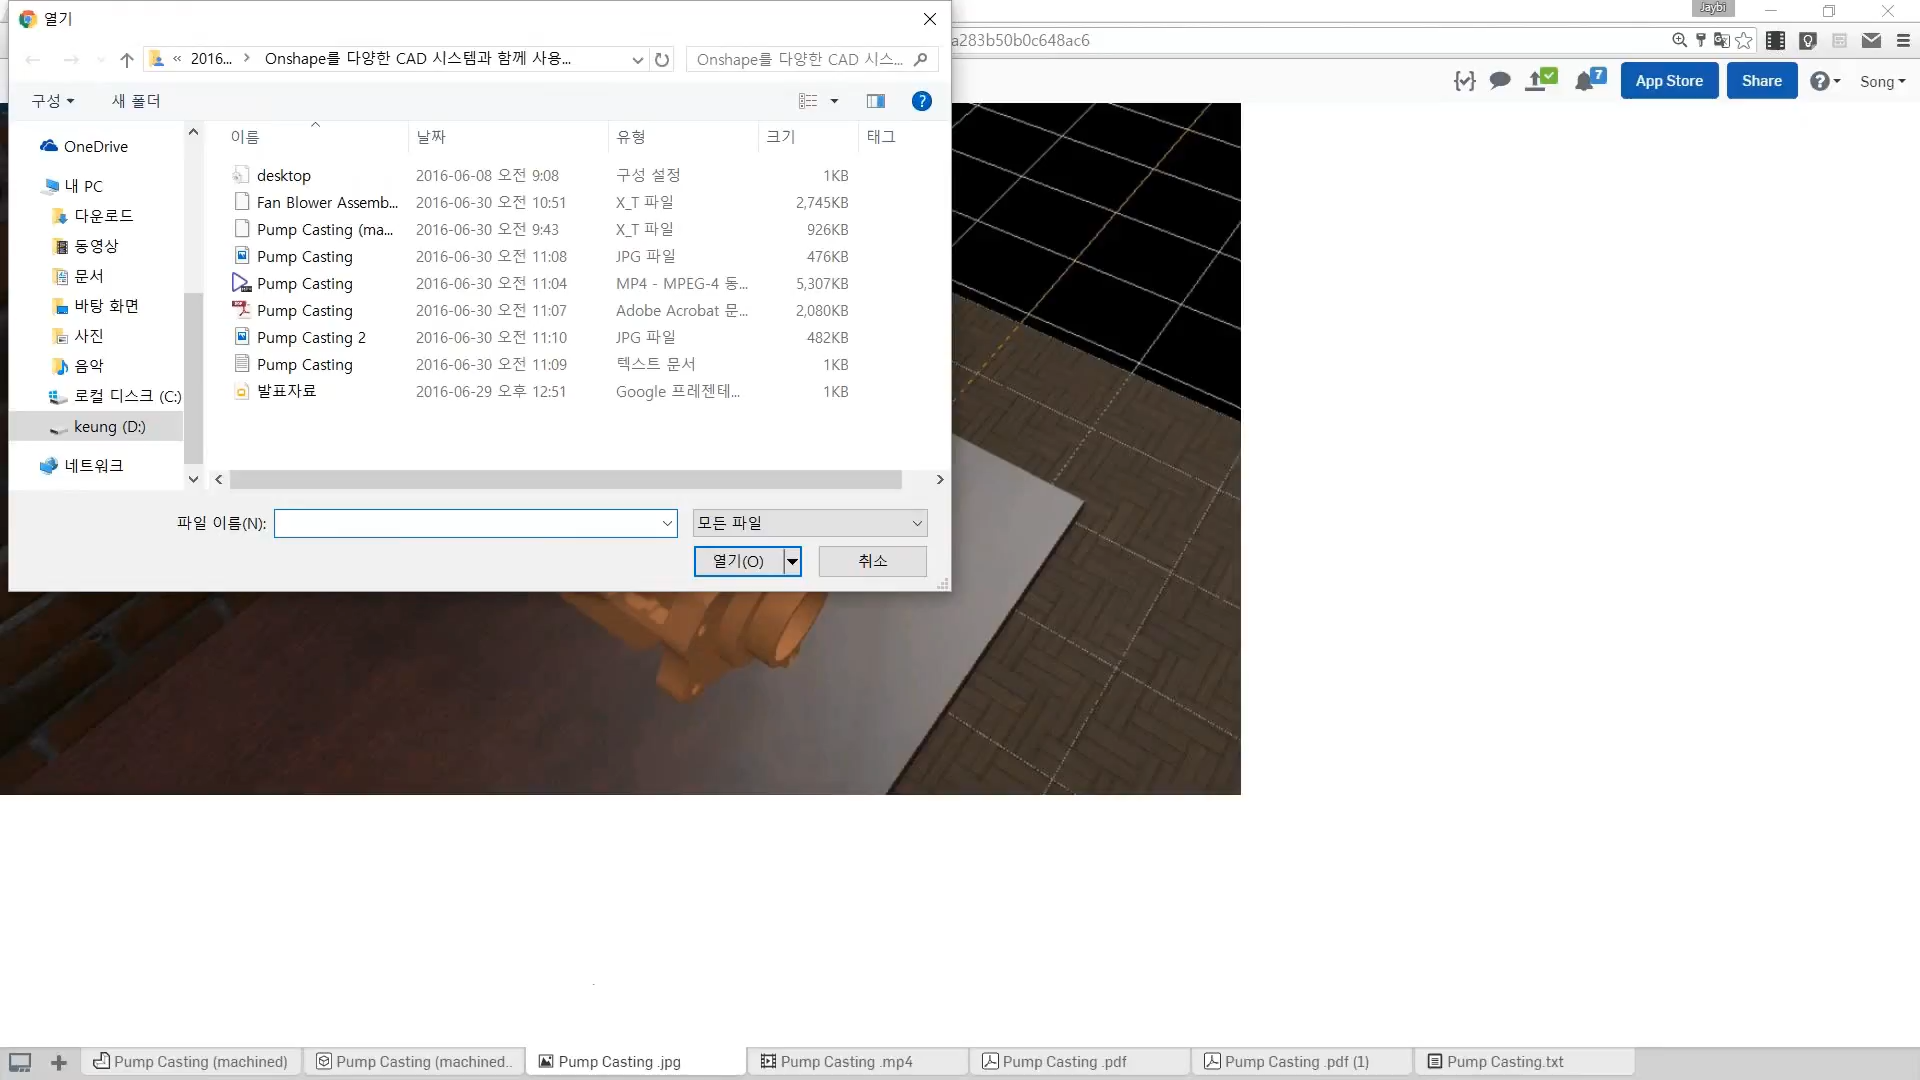 열기
Jaybi
« 2016... > Onshape를 다양한 CAD 시스템과 함께 사용...
Onshape를 다양한 CAD 시스...
a283b50b0c648ac6
구성
새 폴더
?
7
App Store
Share
Song
OneDrive
내 PC
다운로드
동영상
문서
바탕 화면
사진
음악
로컬 디스크 (C:)
keung (D:)
네트워크
이름 날짜 유형 크기 태그
desktop 2016-06-08 오전 9:08 구성 설정 1KB
Fan Blower Assemb... 2016-06-30 오전 10:51 X_T 파일 2,745KB
Pump Casting (ma... 2016-06-30 오전 9:43 X_T 파일 926KB
Pump Casting 2016-06-30 오전 11:08 JPG 파일 476KB
Pump Casting 2016-06-30 오전 11:04 MP4 - MPEG-4 동... 5,307KB
Pump Casting 2016-06-30 오전 11:07 Adobe Acrobat 문... 2,080KB
Pump Casting 2 2016-06-30 오전 11:10 JPG 파일 482KB
Pump Casting 2016-06-30 오전 11:09 텍스트 문서 1KB
발표자료 2016-06-29 오후 12:51 Google 프레젠테... 1KB
파일 이름(N):
모든 파일
열기(O)
취소
Pump Casting (machined)
Pump Casting (machined..
Pump Casting .jpg
Pump Casting .mp4
Pump Casting .pdf
Pump Casting .pdf (1)
Pump Casting.txt